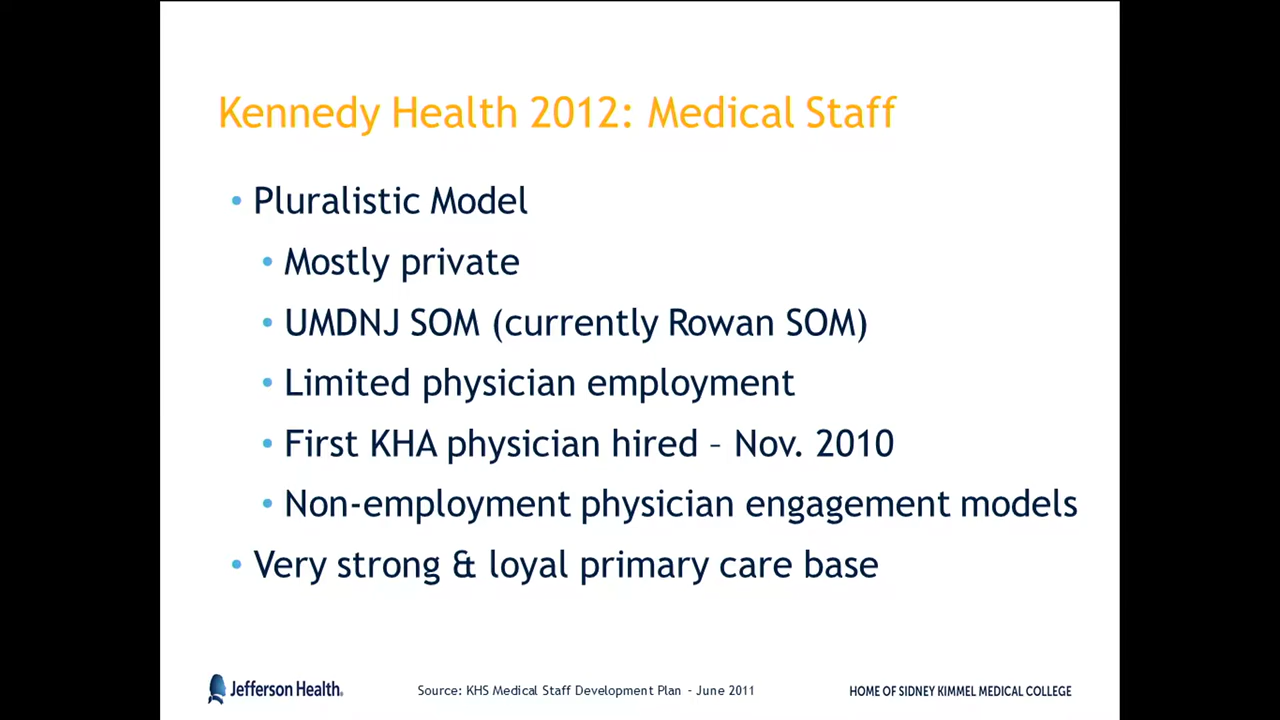 Kennedy Health 2012: Medical Staff
• Pluralistic Model
• Mostly private
• UMDNJ SOM (currently Rowan SOM)
• Limited physician employment
• First KHA physician hired – Nov. 2010
• Non-employment physician engagement models
• Very strong & loyal primary care base
Jefferson Health.
Source: KHS Medical Staff Development Plan - June 2011
HOME OF SIDNEY KIMMEL MEDICAL COLLEGE